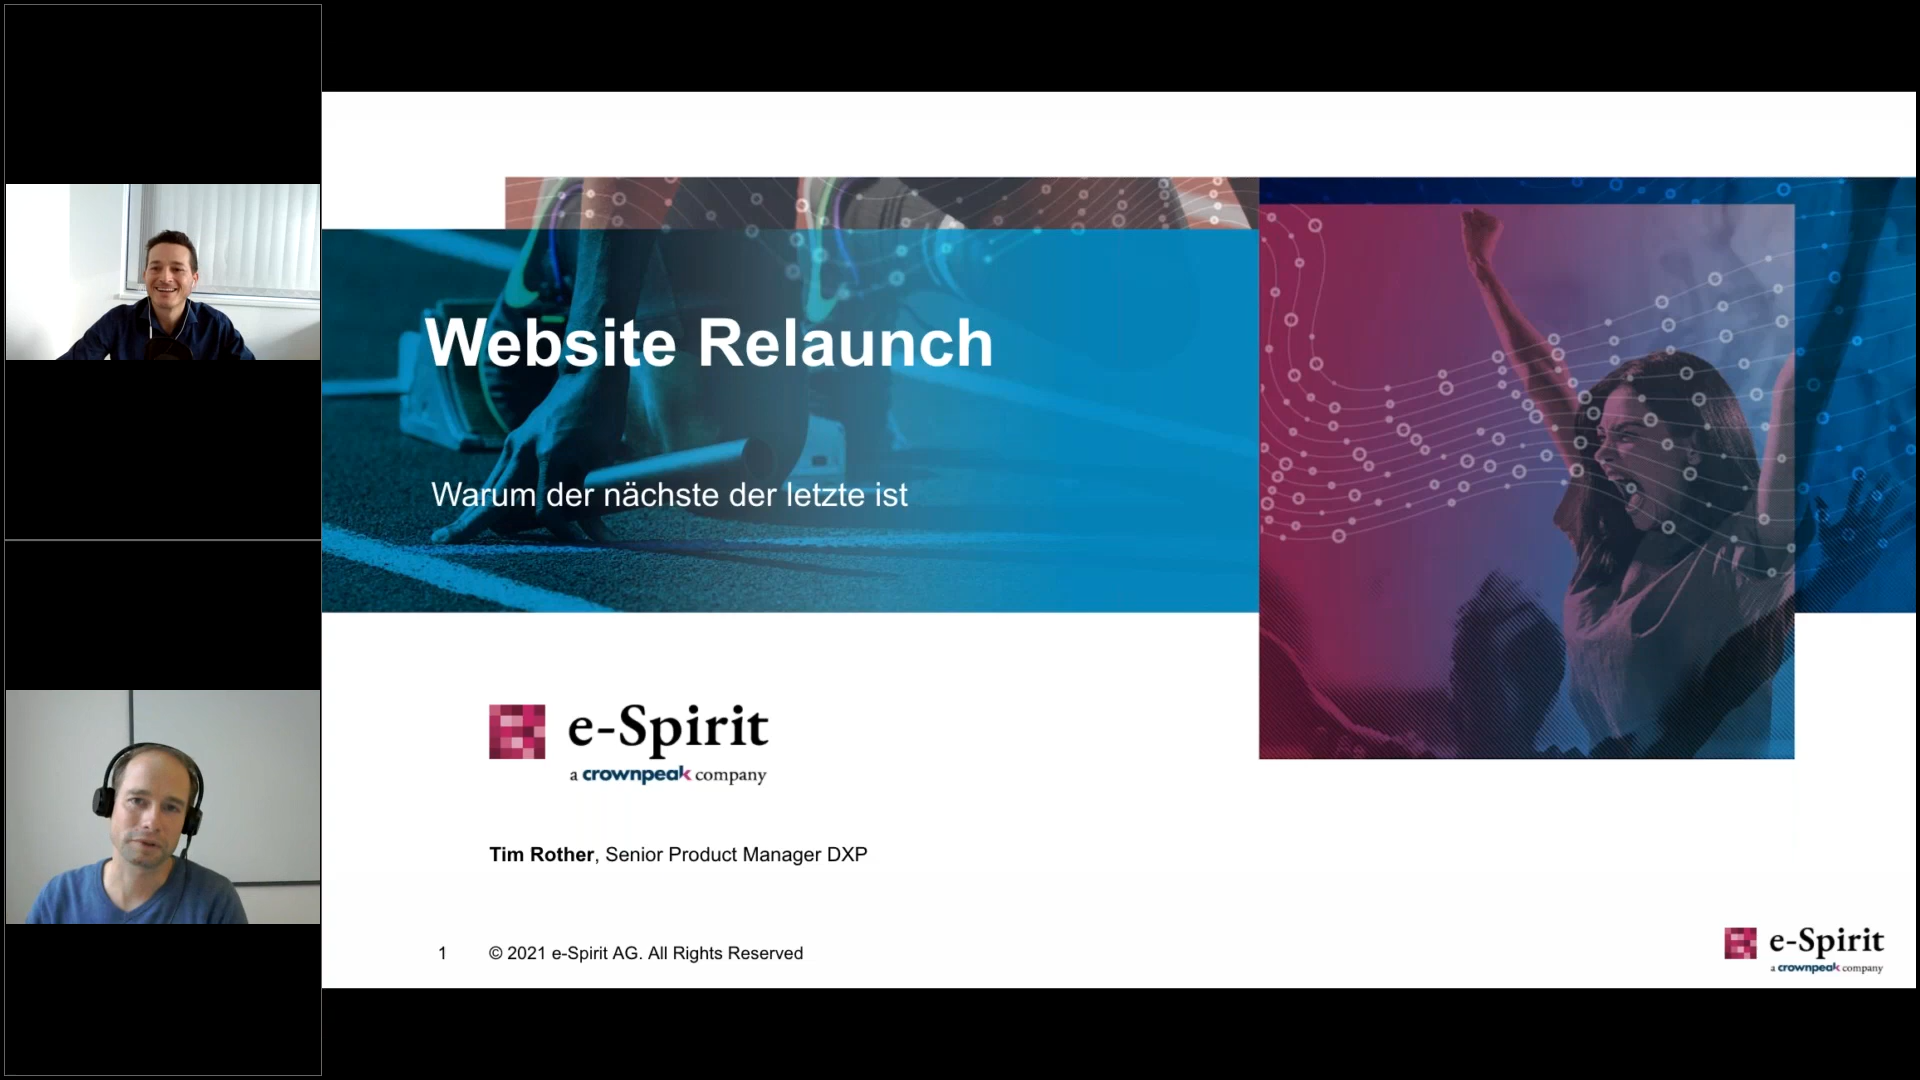 Website Relaunch
Warum der nächste der letzte ist
e-Spirit
a crownpeak company
Tim Rother, Senior Product Manager DXP
1 © 2021 e-Spirit AG. All Rights Reserved
e-Spirit
a crownpeak company